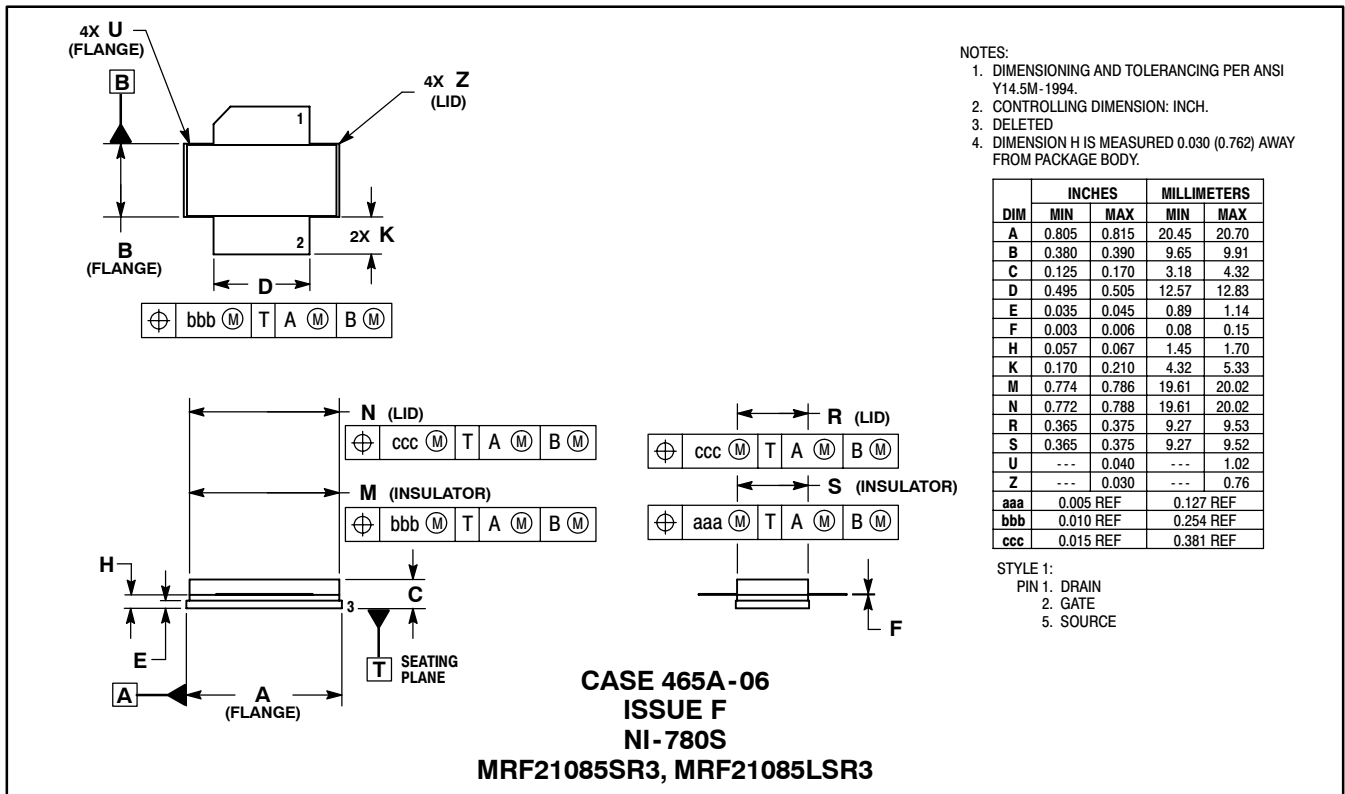 4X U
(FLANGE)
B
4X Z
(LID)
1
B
(FLANGE)
2X K
2
D
⌖ bbb Ⓜ T A Ⓜ B Ⓜ
N (LID)
⌖ ccc Ⓜ T A Ⓜ B Ⓜ
M (INSULATOR)
⌖ bbb Ⓜ T A Ⓜ B Ⓜ
H
C
3
E
T SEATING
PLANE
A
A
(FLANGE)
R (LID)
⌖ ccc Ⓜ T A Ⓜ B Ⓜ
S (INSULATOR)
⌖ aaa Ⓜ T A Ⓜ B Ⓜ
F
NOTES:
1. DIMENSIONING AND TOLERANCING PER ANSI
Y14.5M-1994.
2. CONTROLLING DIMENSION: INCH.
3. DELETED
4. DIMENSION H IS MEASURED 0.030 (0.762) AWAY
FROM PACKAGE BODY.
INCHES MILLIMETERS
DIM MIN MAX MIN MAX
A 0.805 0.815 20.45 20.70
B 0.380 0.390 9.65 9.91
C 0.125 0.170 3.18 4.32
D 0.495 0.505 12.57 12.83
E 0.035 0.045 0.89 1.14
F 0.003 0.006 0.08 0.15
H 0.057 0.067 1.45 1.70
K 0.170 0.210 4.32 5.33
M 0.774 0.786 19.61 20.02
N 0.772 0.788 19.61 20.02
R 0.365 0.375 9.27 9.53
S 0.365 0.375 9.27 9.52
U --- 0.040 --- 1.02
Z --- 0.030 --- 0.76
aaa 0.005 REF 0.127 REF
bbb 0.010 REF 0.254 REF
ccc 0.015 REF 0.381 REF
STYLE 1:
PIN 1. DRAIN
2. GATE
5. SOURCE
CASE 465A-06
ISSUE F
NI-780S
MRF21085SR3, MRF21085LSR3